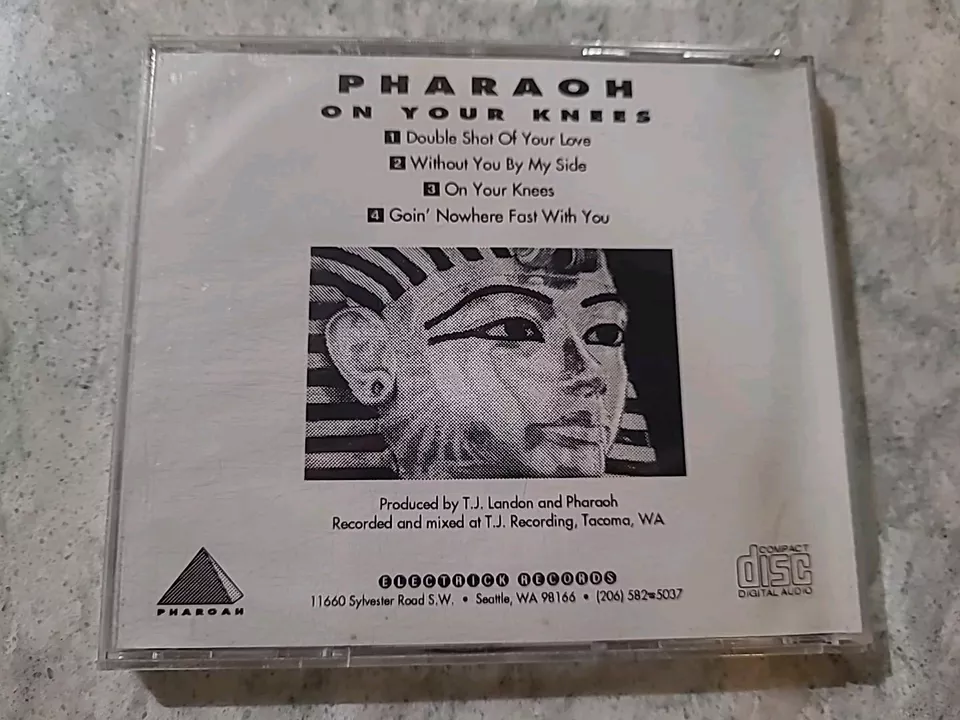 PHARAOH
ON YOUR KNEES
1 Double Shot Of Your Love
2 Without You By My Side
3 On Your Knees
4 Goin' Nowhere Fast With You
Produced by T.J. Landon and Pharaoh
Recorded and mixed at T.J. Recording, Tacoma, WA
ELECTRICK RECORDS
11660 Sylvester Road S.W. • Seattle, WA 98166 • (206) 582-5037
PHAROAH
COMPACT
disc
DIGITAL AUDIO